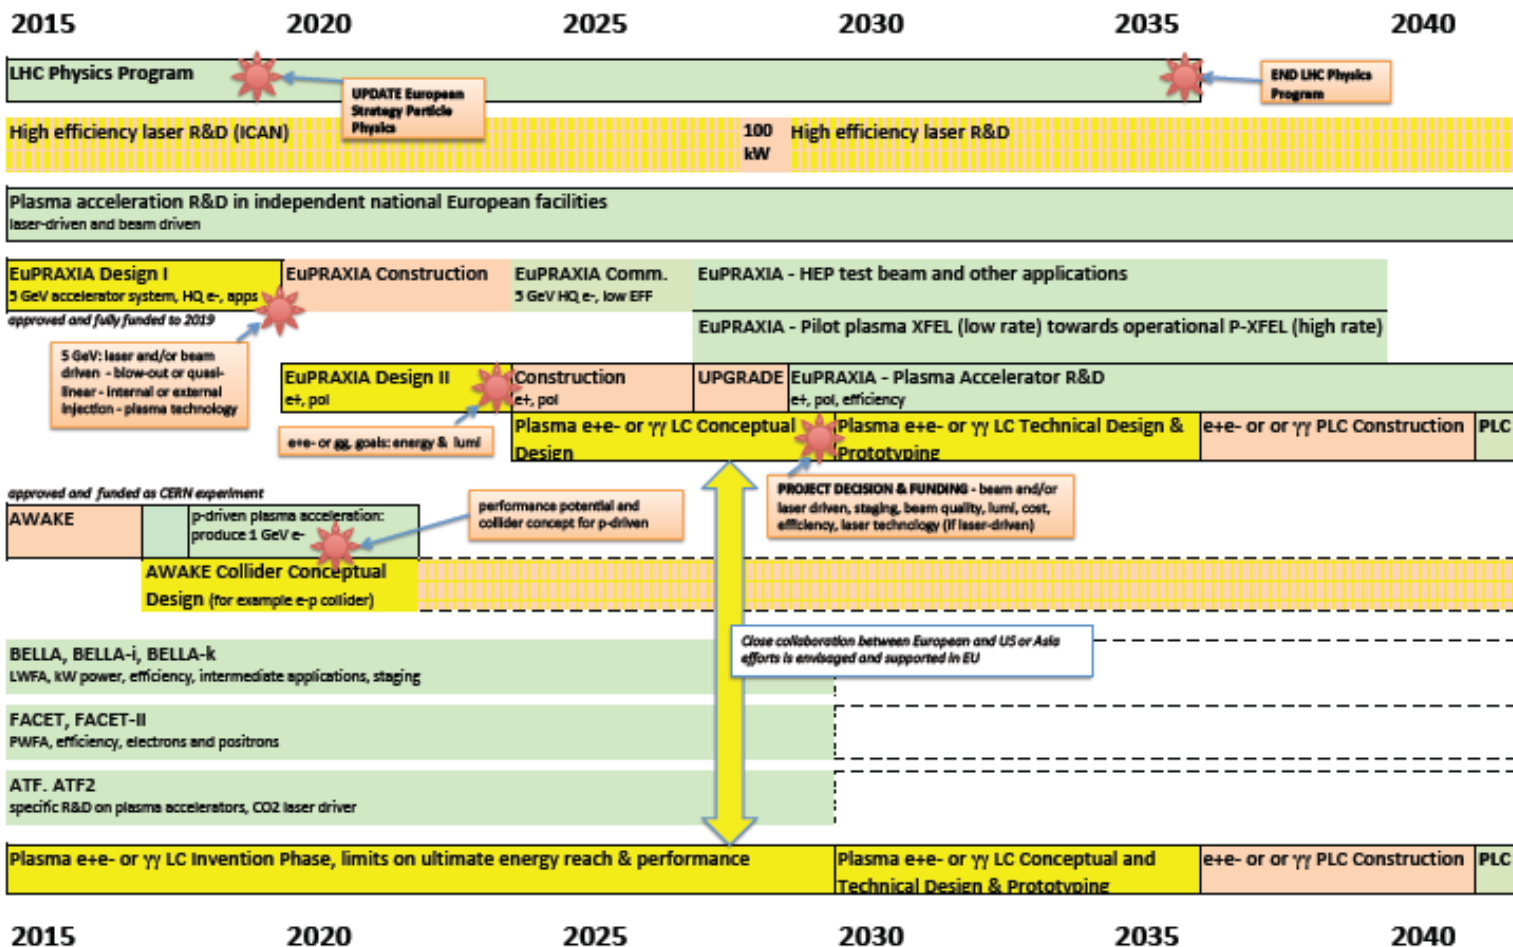 2015 2020 2025 2030 2035 2040
LHC Physics Program
UPDATE European
Strategy Particle
Physics
END LHC Physics
Program
High efficiency laser R&D (ICAN)
100
kW
High efficiency laser R&D
Plasma acceleration R&D in independent national European facilities
laser-driven and beam driven
EuPRAXIA Design I
5 GeV accelerator system, HQ e-, apps
approved and fully funded to 2019
EuPRAXIA Construction
EuPRAXIA Comm.
5 GeV HQ e-, low EFF
EuPRAXIA - HEP test beam and other applications
EuPRAXIA - Pilot plasma XFEL (low rate) towards operational P-XFEL (high rate)
5 GeV: laser and/or beam
driven - blow-out or quasi-
linear - internal or external
injection - plasma technology
EuPRAXIA Design II
e+, pol
Construction
e+, pol
UPGRADE
EuPRAXIA - Plasma Accelerator R&D
e+, pol, efficiency
e+e- or gg, goals: energy & lumi
Plasma e+e- or γγ LC Conceptual
Design
Plasma e+e- or γγ LC Technical Design &
Prototyping
e+e- or or γγ PLC Construction
PLC
approved and funded as CERN experiment
AWAKE
p-driven plasma acceleration:
produce 1 GeV e-
performance potential and
collider concept for p-driven
PROJECT DECISION & FUNDING - beam and/or
laser driven, staging, beam quality, lumi, cost,
efficiency, laser technology (if laser-driven)
AWAKE Collider Conceptual
Design (for example e-p collider)
Close collaboration between European and US or Asia
efforts is envisaged and supported in EU
BELLA, BELLA-i, BELLA-k
LWFA, kW power, efficiency, intermediate applications, staging
FACET, FACET-II
PWFA, efficiency, electrons and positrons
ATF. ATF2
specific R&D on plasma accelerators, CO2 laser driver
Plasma e+e- or γγ LC Invention Phase, limits on ultimate energy reach & performance
Plasma e+e- or γγ LC Conceptual and
Technical Design & Prototyping
e+e- or or γγ PLC Construction
PLC
2015 2020 2025 2030 2035 2040